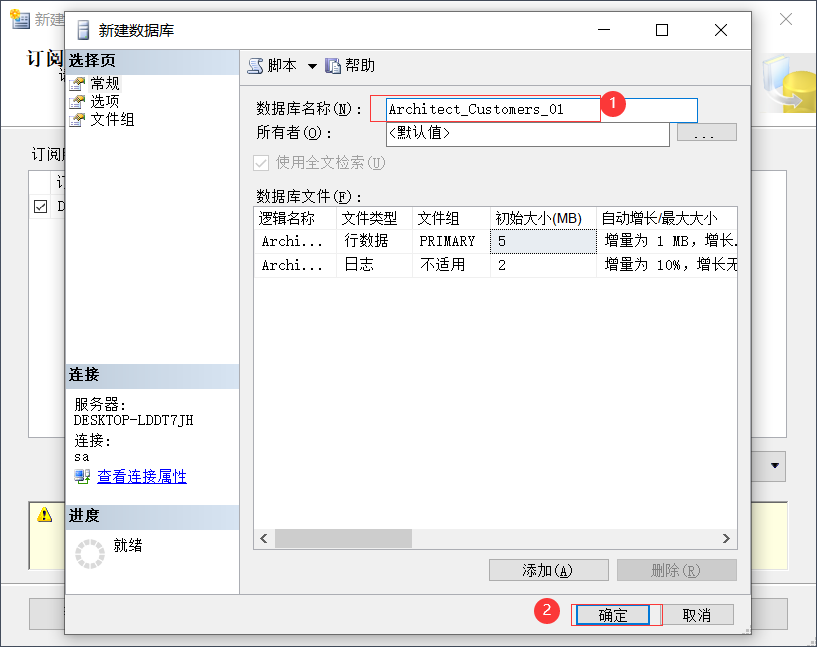 新建
新建数据库
订阅
选择页
常规
选项
文件组
脚本 帮助
数据库名称(N):
Architect_Customers_01
1
所有者(O):
<默认值>
...
使用全文检索(U)
数据库文件(F):
逻辑名称 文件类型 文件组 初始大小(MB) 自动增长/最大大小
Archi... 行数据 PRIMARY 5 增量为 1 MB，增长.
Archi... 日志 不适用 2 增量为 10%，增长无
订阅
D
连接
服务器:
DESKTOP-LDDT7JH
连接:
sa
查看连接属性
进度
就绪
添加(A) 删除(R)
2
确定 取消